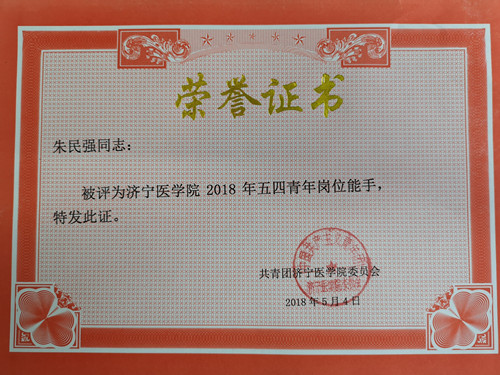 荣誉证书
朱民强同志：
被评为济宁医学院 2018 年五四青年岗位能手，
特发此证。
共青团济宁医学院委员会
2018 年 5 月 4 日